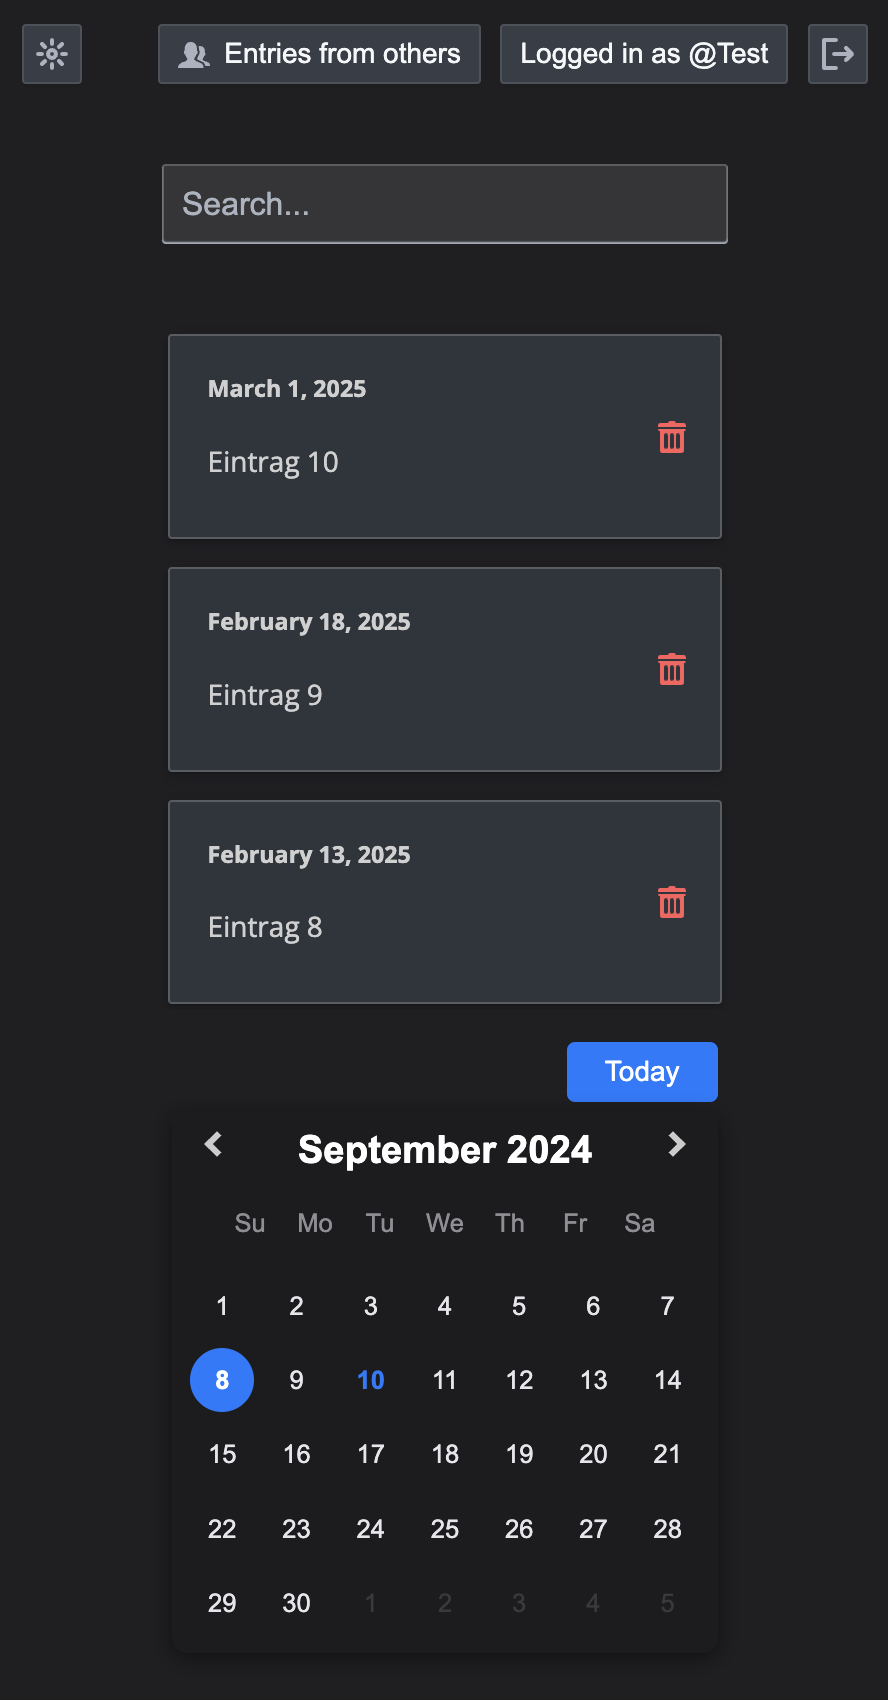 Entries from others
Logged in as @Test
Search...
March 1, 2025
Eintrag 10
February 18, 2025
Eintrag 9
February 13, 2025
Eintrag 8
Today
September 2024
Su Mo Tu We Th Fr Sa
1 2 3 4 5 6 7
8 9 10 11 12 13 14
15 16 17 18 19 20 21
22 23 24 25 26 27 28
29 30 1 2 3 4 5